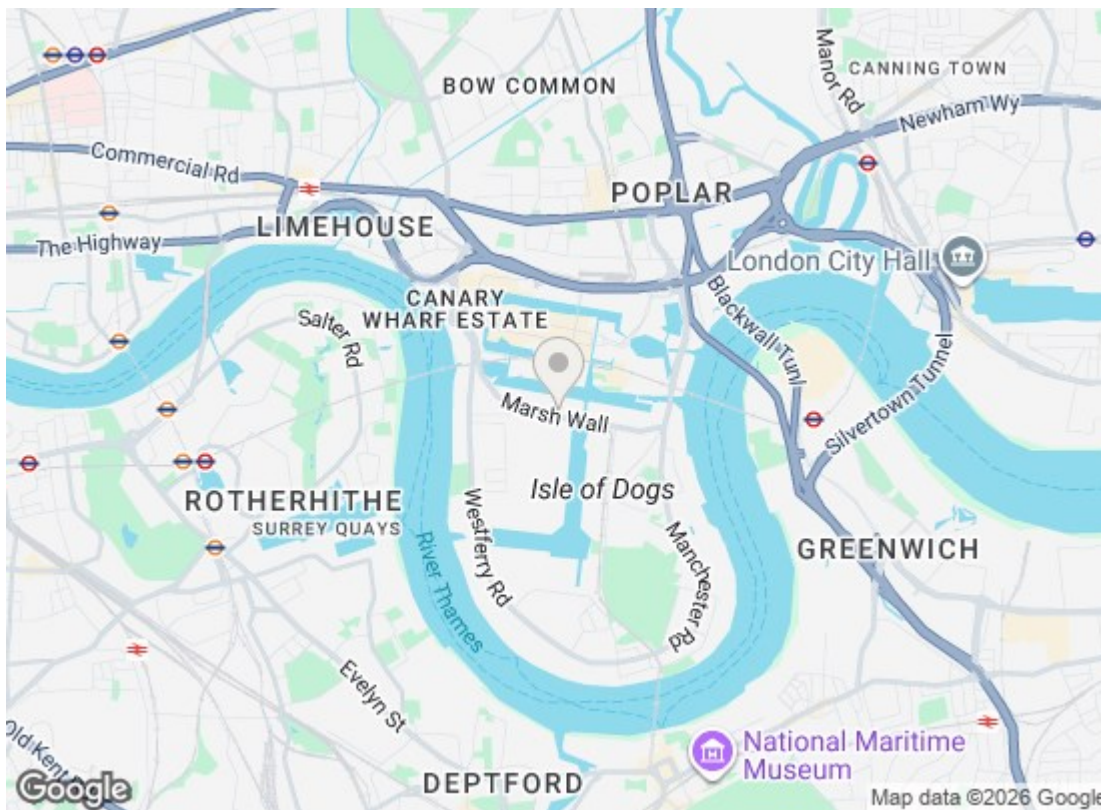 BOW COMMON
Manor Rd
CANNING TOWN
Newham Wy
Commercial Rd
POPLAR
LIMEHOUSE
The Highway
London City Hall
CANARY
WHARF ESTATE
Salter Rd
Blackwall Tunl
Silvertown Tunnel
Marsh Wall
Isle of Dogs
ROTHERHITHE
SURREY QUAYS
Westferry Rd
River Thames
Manchester Rd
GREENWICH
Evelyn St
Old Kent
National Maritime
Museum
DEPTFORD
Google
Map data ©2026 Google